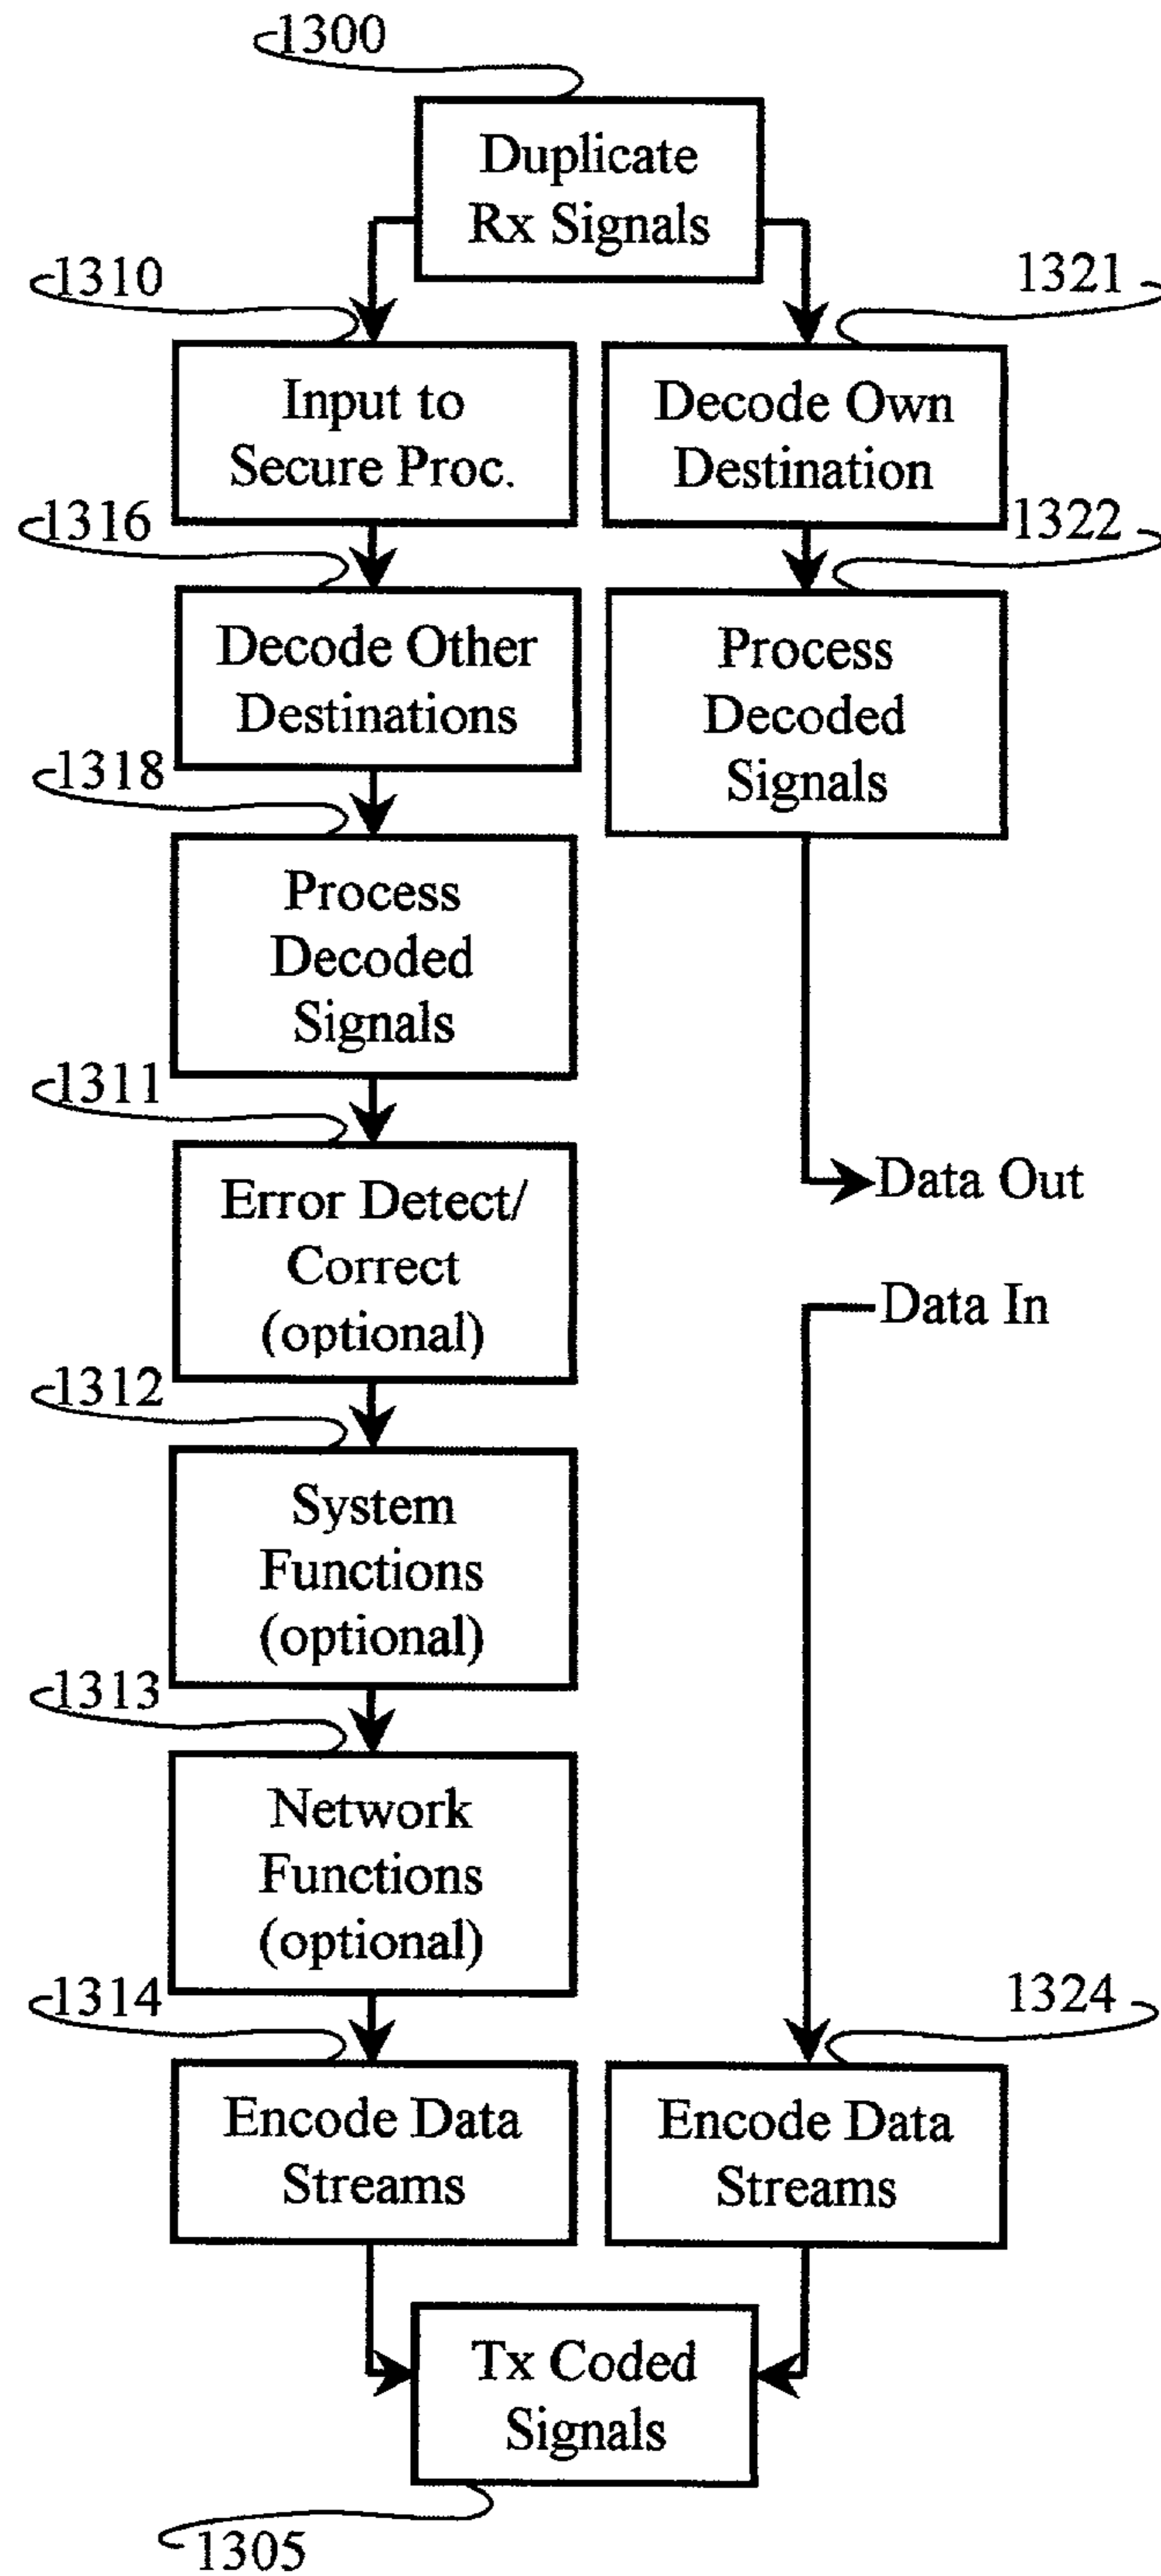 1300
Duplicate
Rx Signals
1310
1321
Input to
Secure Proc.
Decode Own
Destination
1316
1322
Decode Other
Destinations
Process
Decoded
Signals
1318
Process
Decoded
Signals
1311
Error Detect/
Correct
(optional)
Data Out
Data In
1312
System
Functions
(optional)
1313
Network
Functions
(optional)
1314
1324
Encode Data
Streams
Encode Data
Streams
Tx Coded
Signals
1305